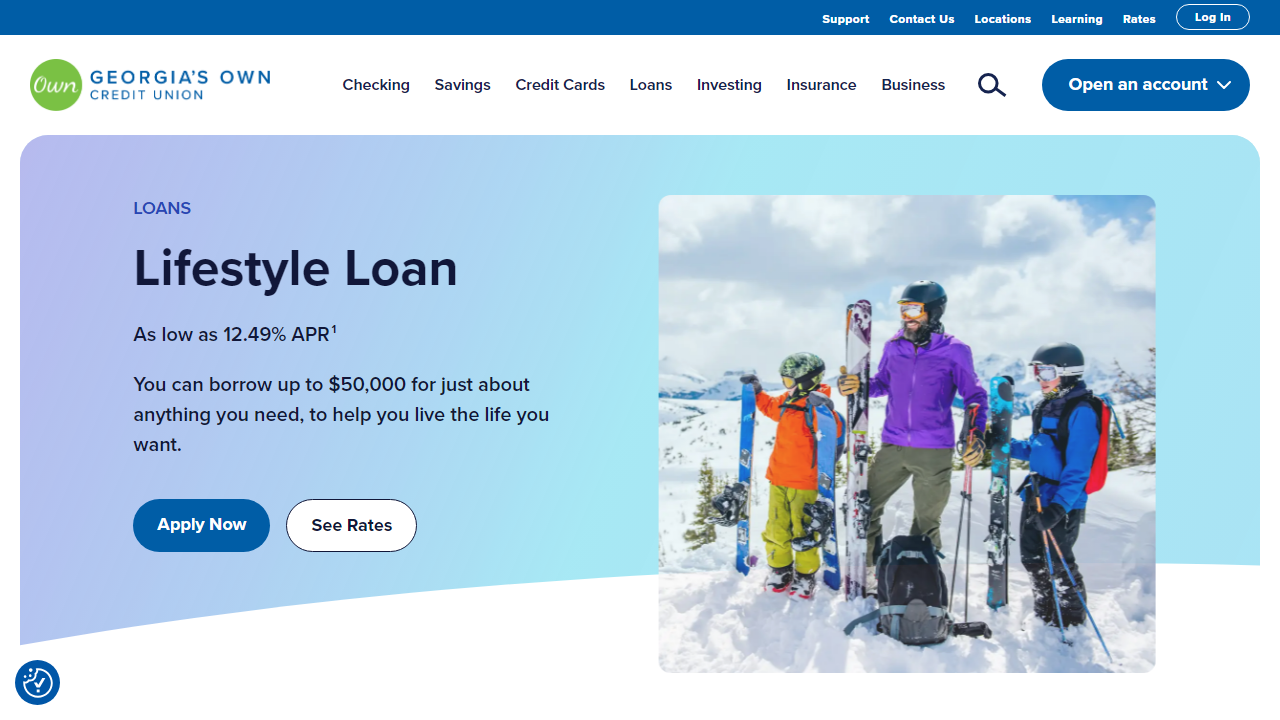 Support Contact Us Locations Learning Rates Log In
Own GEORGIA'S OWN
CREDIT UNION
Checking Savings Credit Cards Loans Investing Insurance Business Open an account
LOANS
Lifestyle Loan
As low as 12.49% APR¹
You can borrow up to $50,000 for just about
anything you need, to help you live the life you
want.
Apply Now See Rates